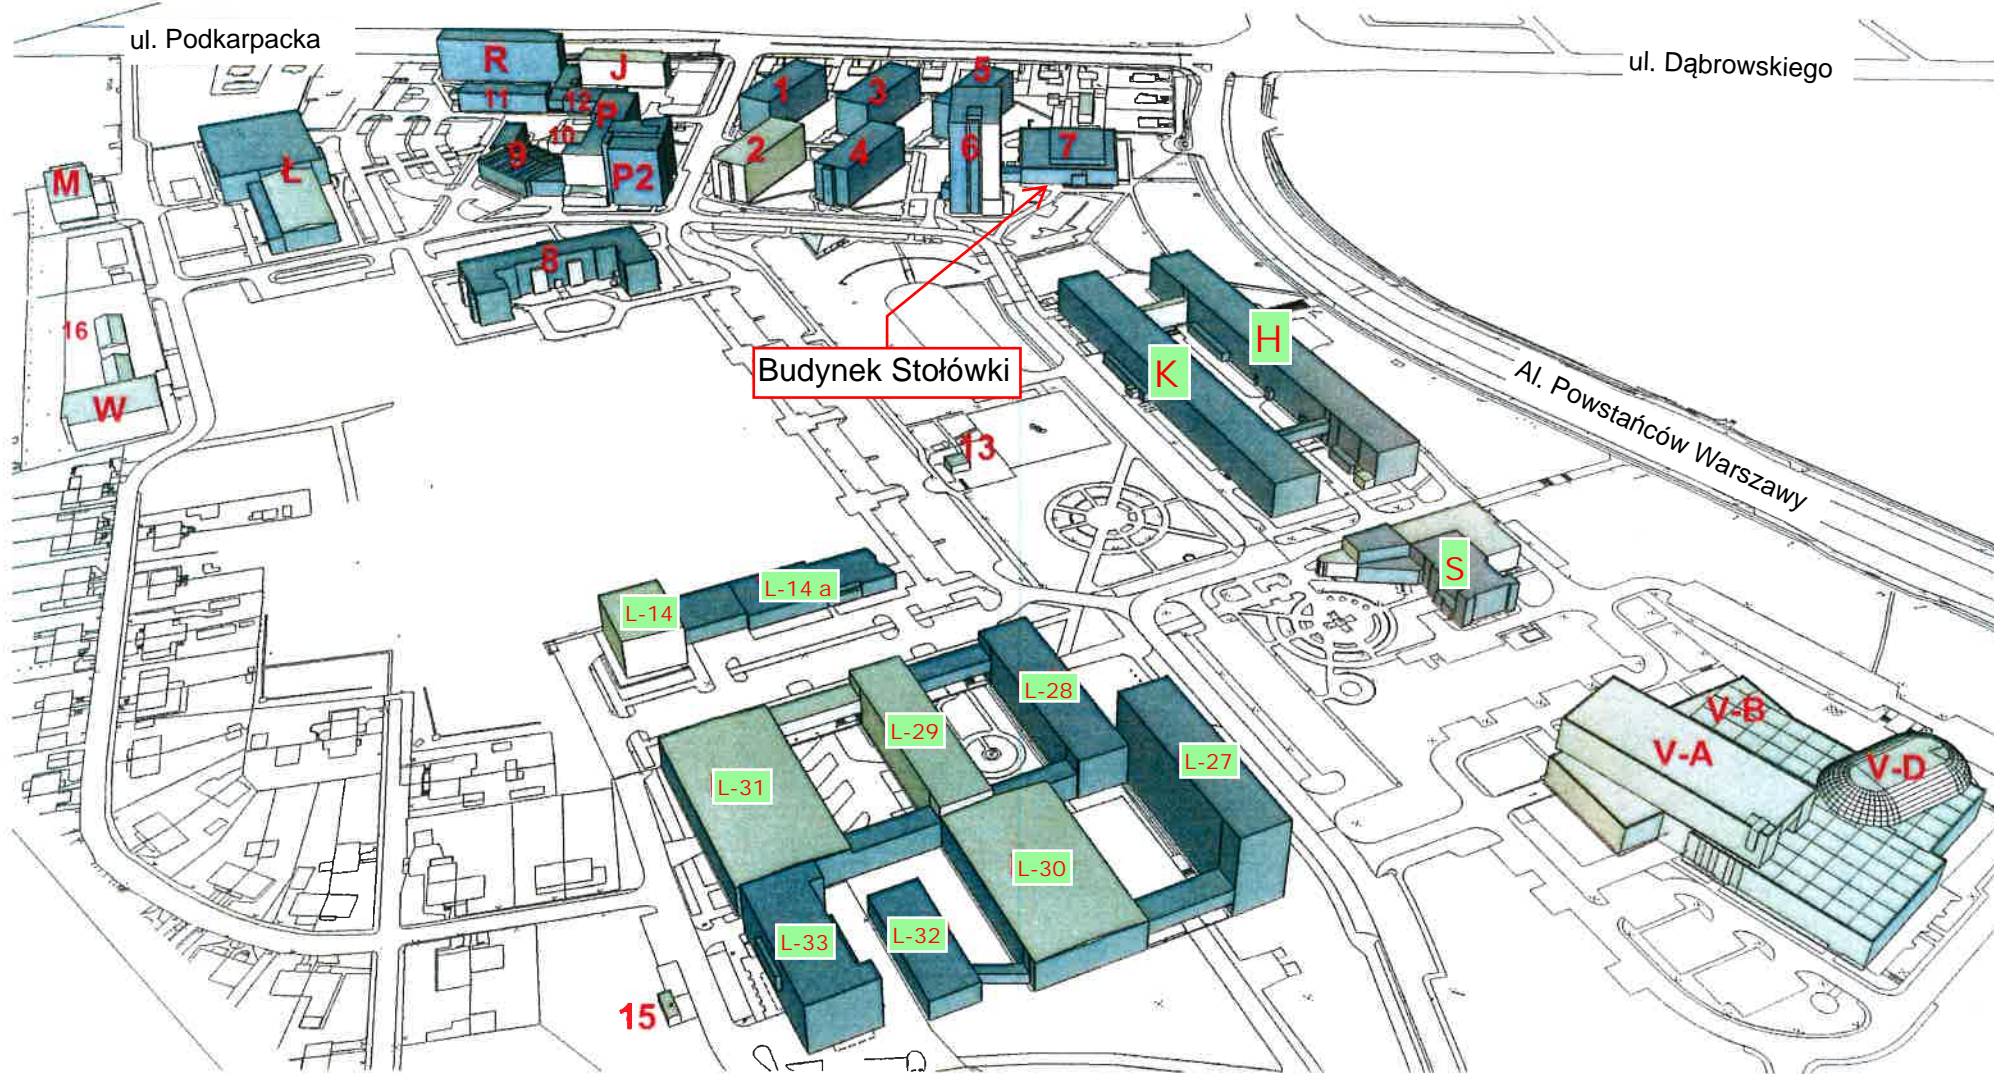 ul. Podkarpacka
ul. Dąbrowskiego
R
J
5
11
12
1
3
P
10
9
2
4
6
7
M
Ł
P2
8
16
H
Budynek Stołówki
K
W
Al. Powstańców Warszawy
13
S
L-14 a
L-14
L-28
V-B
L-29
V-A
L-27
V-D
L-31
L-30
L-33
L-32
15